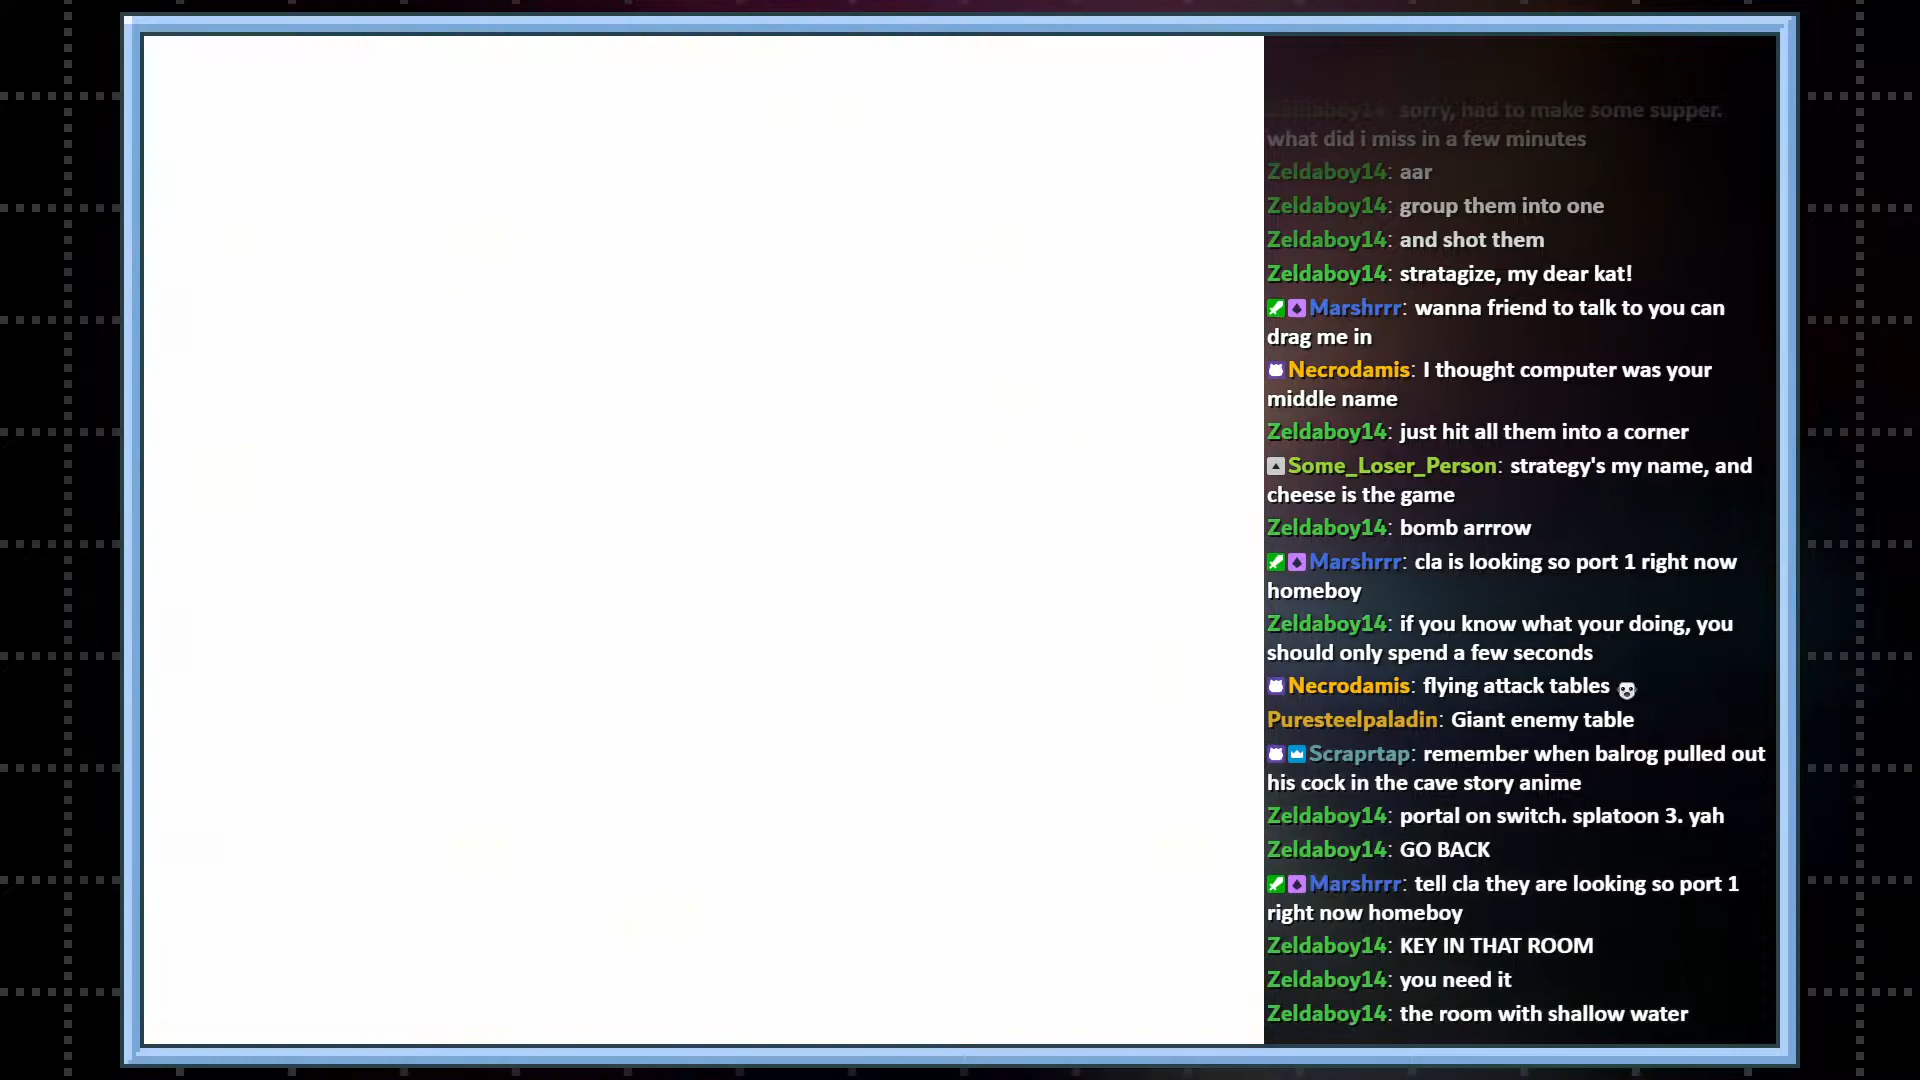 Zeldaboy14: sorry, had to make some supper.
what did i miss in a few minutes
Zeldaboy14: aar
Zeldaboy14: group them into one
Zeldaboy14: and shot them
Zeldaboy14: stratagize, my dear kat!
Marshrrr: wanna friend to talk to you can
drag me in
Necrodamis: I thought computer was your
middle name
Zeldaboy14: just hit all them into a corner
Some_Loser_Person: strategy's my name, and
cheese is the game
Zeldaboy14: bomb arrrow
Marshrrr: cla is looking so port 1 right now
homeboy
Zeldaboy14: if you know what your doing, you
should only spend a few seconds
Necrodamis: flying attack tables
Puresteelpaladin: Giant enemy table
Scraprtap: remember when balrog pulled out
his cock in the cave story anime
Zeldaboy14: portal on switch. splatoon 3. yah
Zeldaboy14: GO BACK
Marshrrr: tell cla they are looking so port 1
right now homeboy
Zeldaboy14: KEY IN THAT ROOM
Zeldaboy14: you need it
Zeldaboy14: the room with shallow water